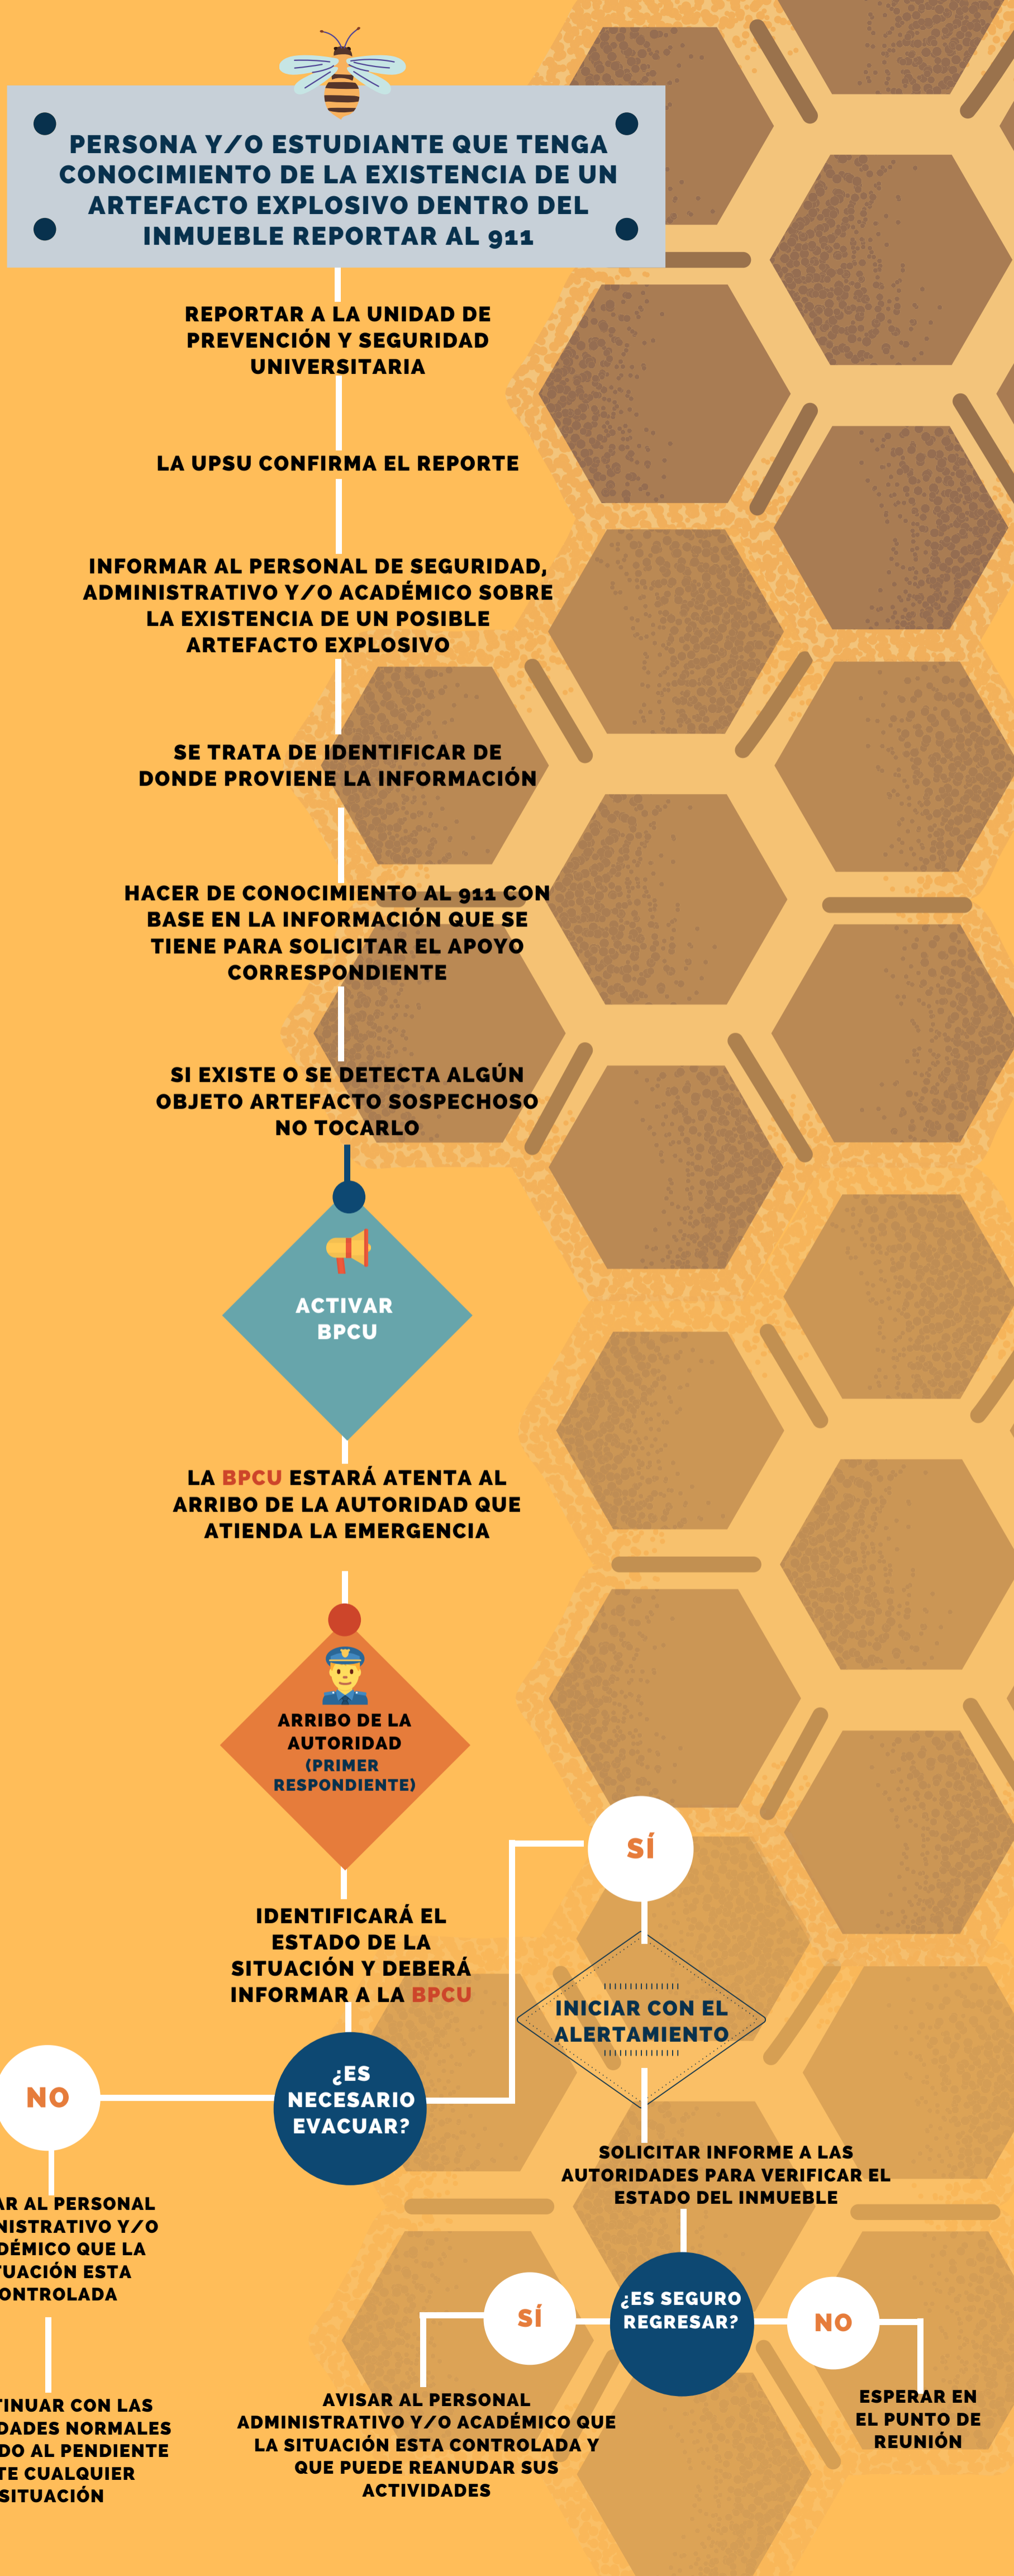 PERSONA Y/O ESTUDIANTE QUE TENGA
CONOCIMIENTO DE LA EXISTENCIA DE UN
ARTEFACTO EXPLOSIVO DENTRO DEL
INMUEBLE REPORTAR AL 911
REPORTAR A LA UNIDAD DE
PREVENCIÓN Y SEGURIDAD
UNIVERSITARIA
LA UPSU CONFIRMA EL REPORTE
INFORMAR AL PERSONAL DE SEGURIDAD,
ADMINISTRATIVO Y/O ACADÉMICO SOBRE
LA EXISTENCIA DE UN POSIBLE
ARTEFACTO EXPLOSIVO
SE TRATA DE IDENTIFICAR DE
DONDE PROVIENE LA INFORMACIÓN
HACER DE CONOCIMIENTO AL 911 CON
BASE EN LA INFORMACIÓN QUE SE
TIENE PARA SOLICITAR EL APOYO
CORRESPONDIENTE
SI EXISTE O SE DETECTA ALGÚN
OBJETO ARTEFACTO SOSPECHOSO
NO TOCARLO
ACTIVAR
BPCU
LA BPCU ESTARÁ ATENTA AL
ARRIBO DE LA AUTORIDAD QUE
ATIENDA LA EMERGENCIA
ARRIBO DE LA
AUTORIDAD
(PRIMER
RESPONDIENTE)
IDENTIFICARÁ EL
ESTADO DE LA
SITUACIÓN Y DEBERÁ
INFORMAR A LA BPCU
¿ES
NECESARIO
EVACUAR?
SÍ
INICIAR CON EL
ALERTAMIENTO
SOLICITAR INFORME A LAS
AUTORIDADES PARA VERIFICAR EL
ESTADO DEL INMUEBLE
¿ES SEGURO
REGRESAR?
SÍ
AVISAR AL PERSONAL
ADMINISTRATIVO Y/O ACADÉMICO QUE
LA SITUACIÓN ESTA CONTROLADA Y
QUE PUEDE REANUDAR SUS
ACTIVIDADES
NO
ESPERAR EN
EL PUNTO DE
REUNIÓN
NO
AL PERSONAL
Y/O
QUE LA
ESTA
CON LAS
NORMALES
AL PENDIENTE
CUALQUIER
SITUACIÓN